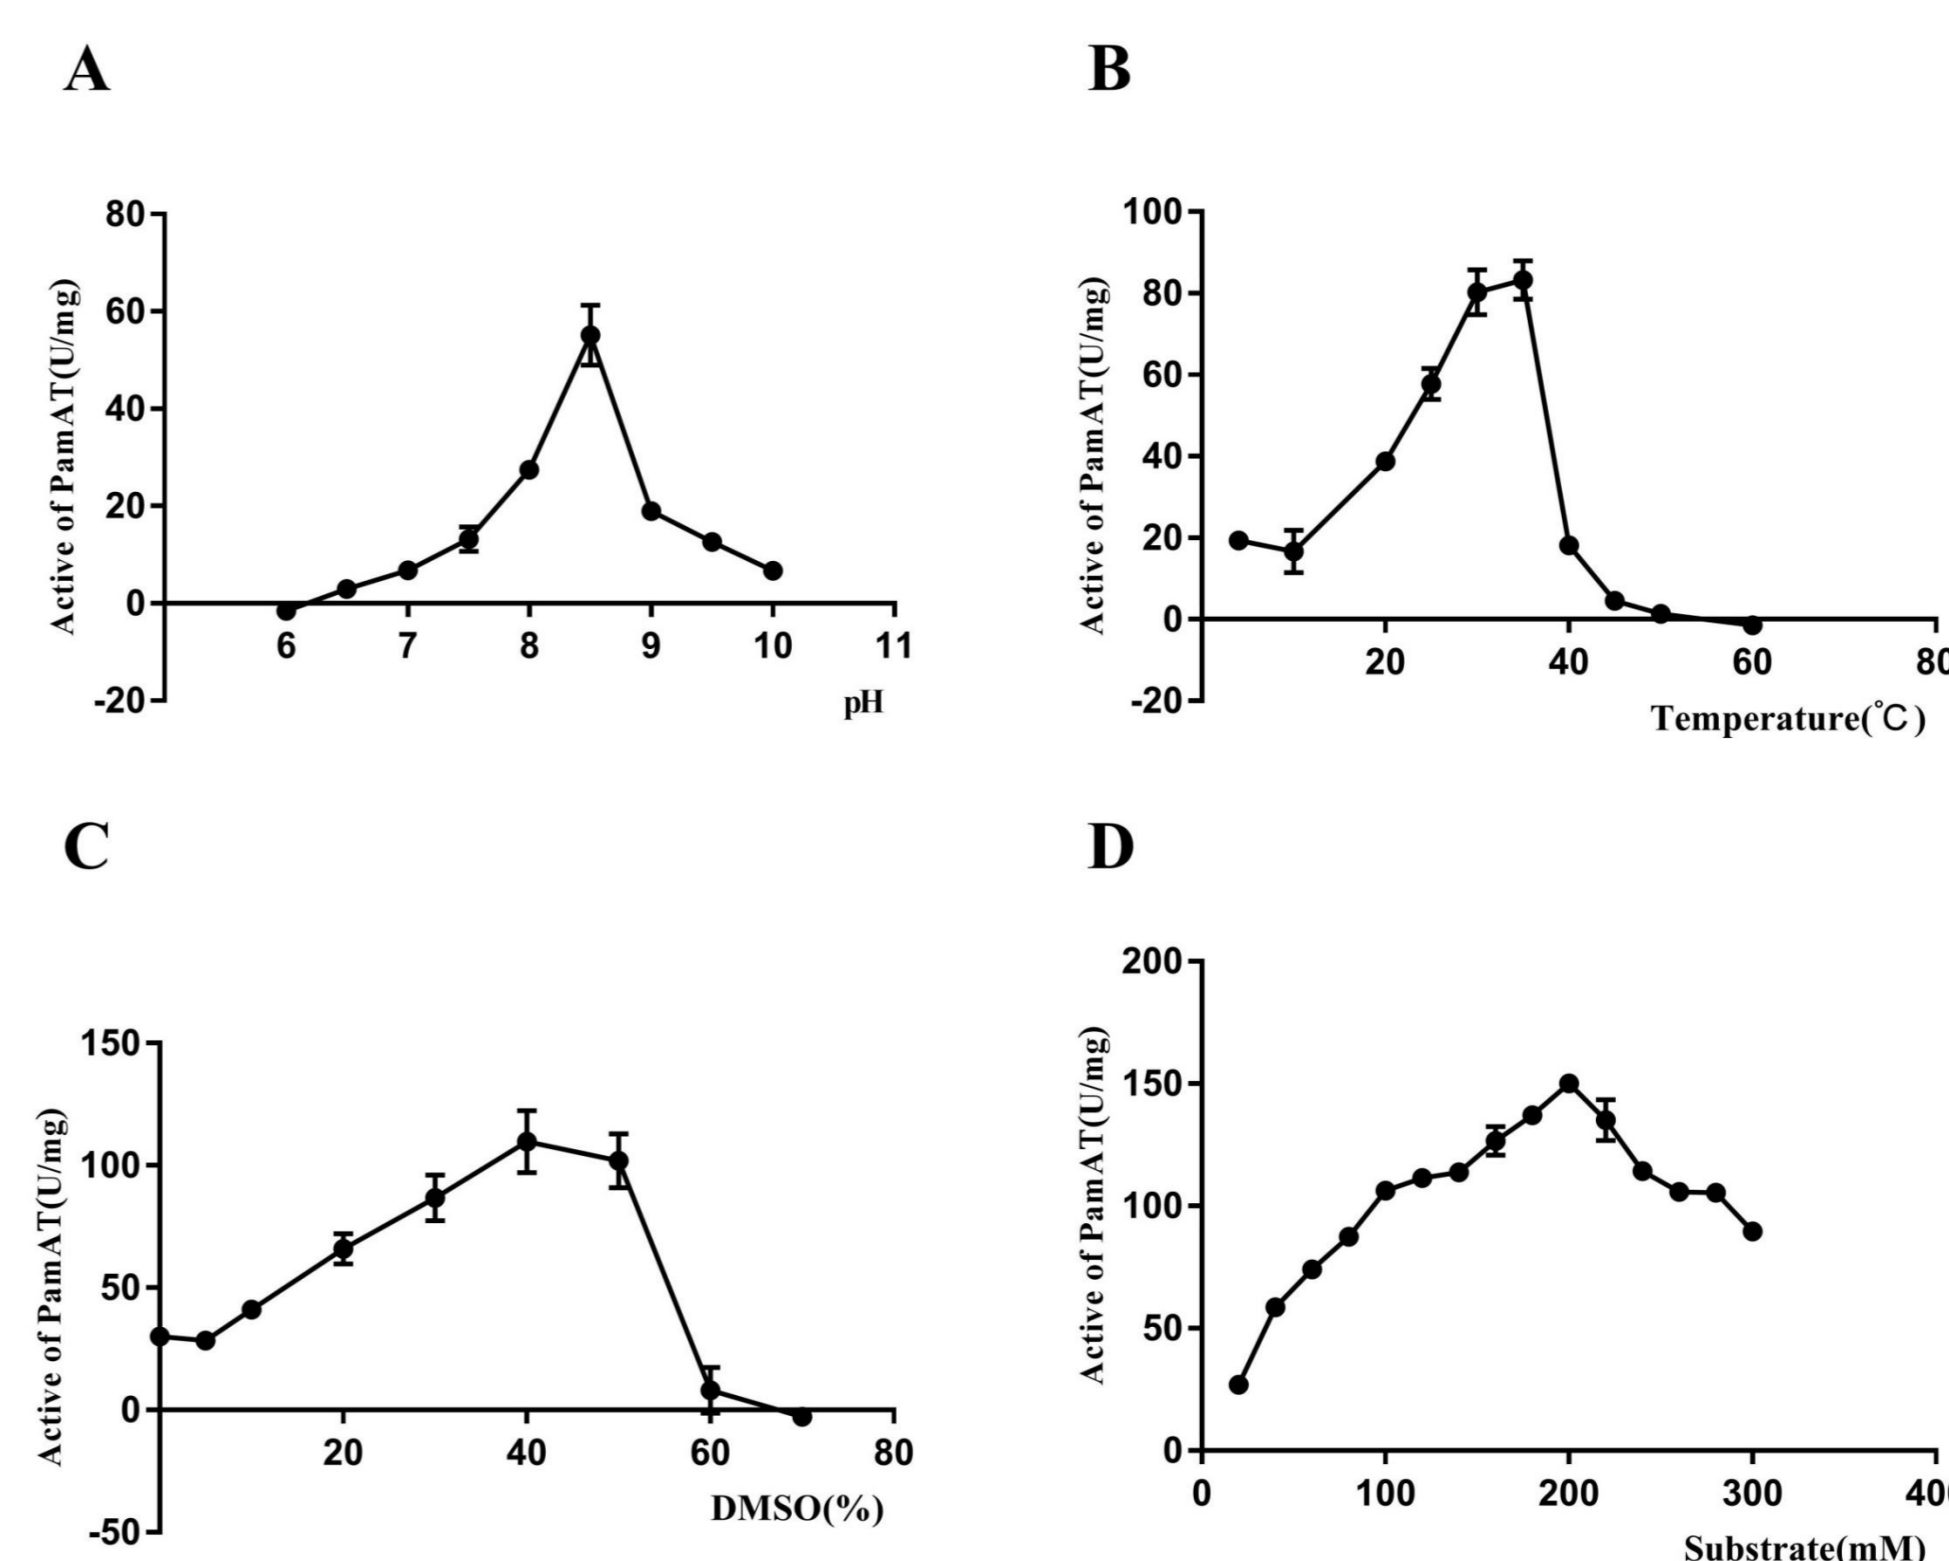 A
Active of PamAT(U/mg)
80
60
40
20
0
-20
6 7 8 9 10 11
pH
B
Active of PamAT(U/mg)
100
80
60
40
20
0
-20
20 40 60 80
Temperature(℃)
C
Active of PamAT(U/mg)
150
100
50
0
-50
20 40 60 80
DMSO(%)
D
Active of PamAT(U/mg)
200
150
100
50
0
0 100 200 300 400
Substrate(mM)